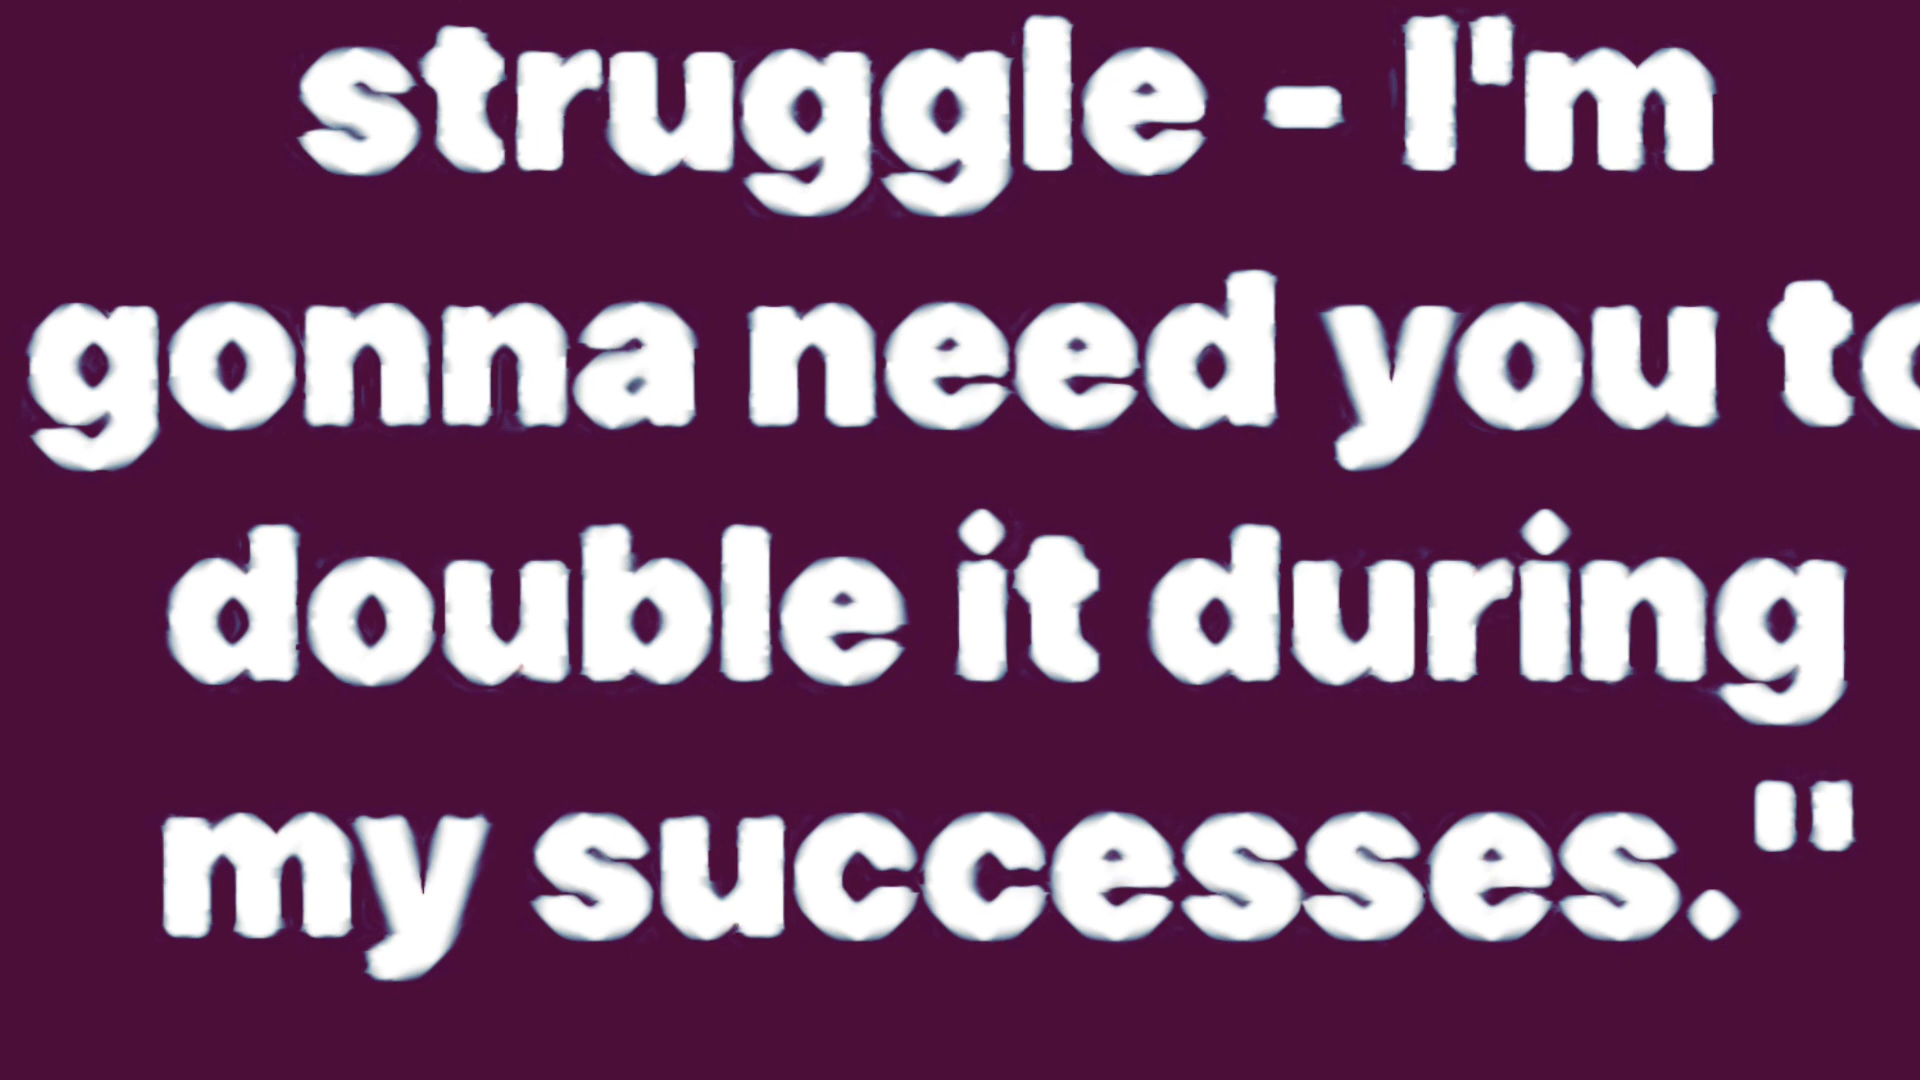 struggle - I'm
gonna need you to
double it during
my successes."